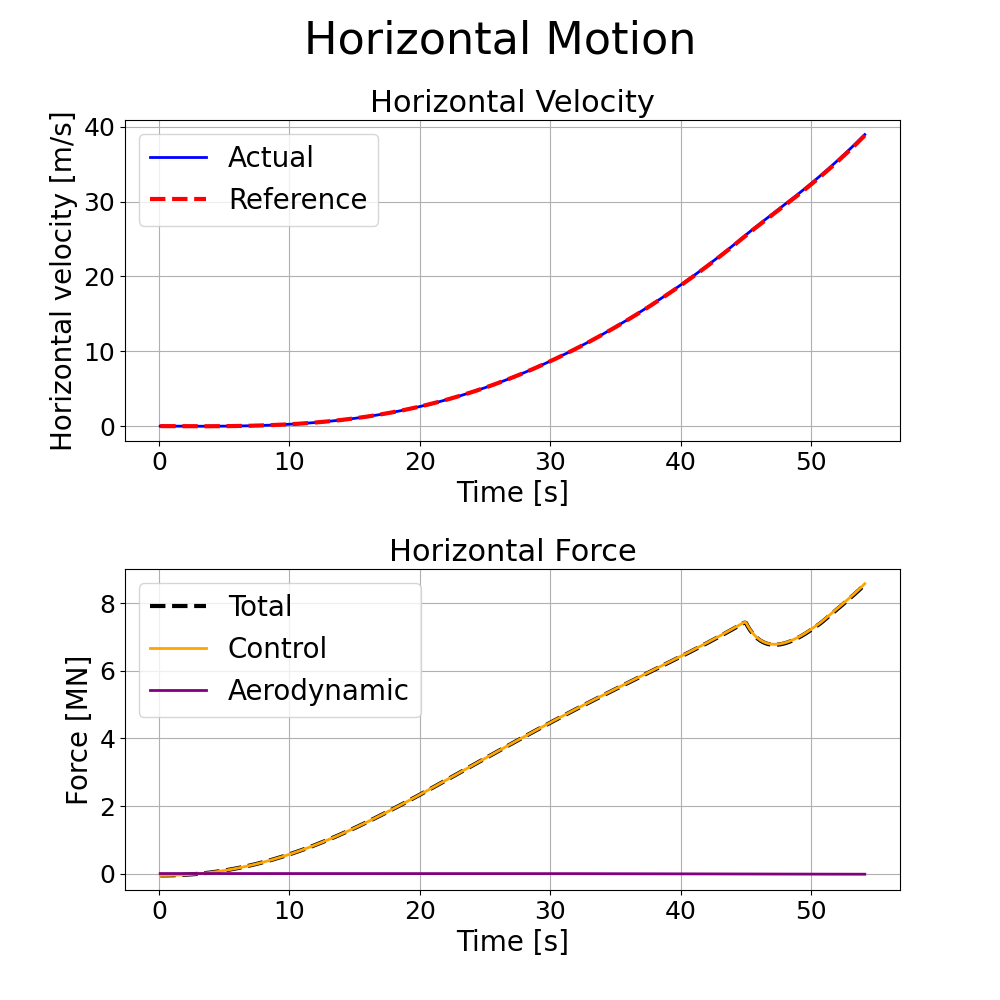 Horizontal Motion
Horizontal Velocity
Horizontal velocity [m/s]
40
30
20
10
0
Actual
Reference
0 10 20 30 40 50
Time [s]
Horizontal Force
Force [MN]
8
6
4
2
0
Total
Control
Aerodynamic
0 10 20 30 40 50
Time [s]